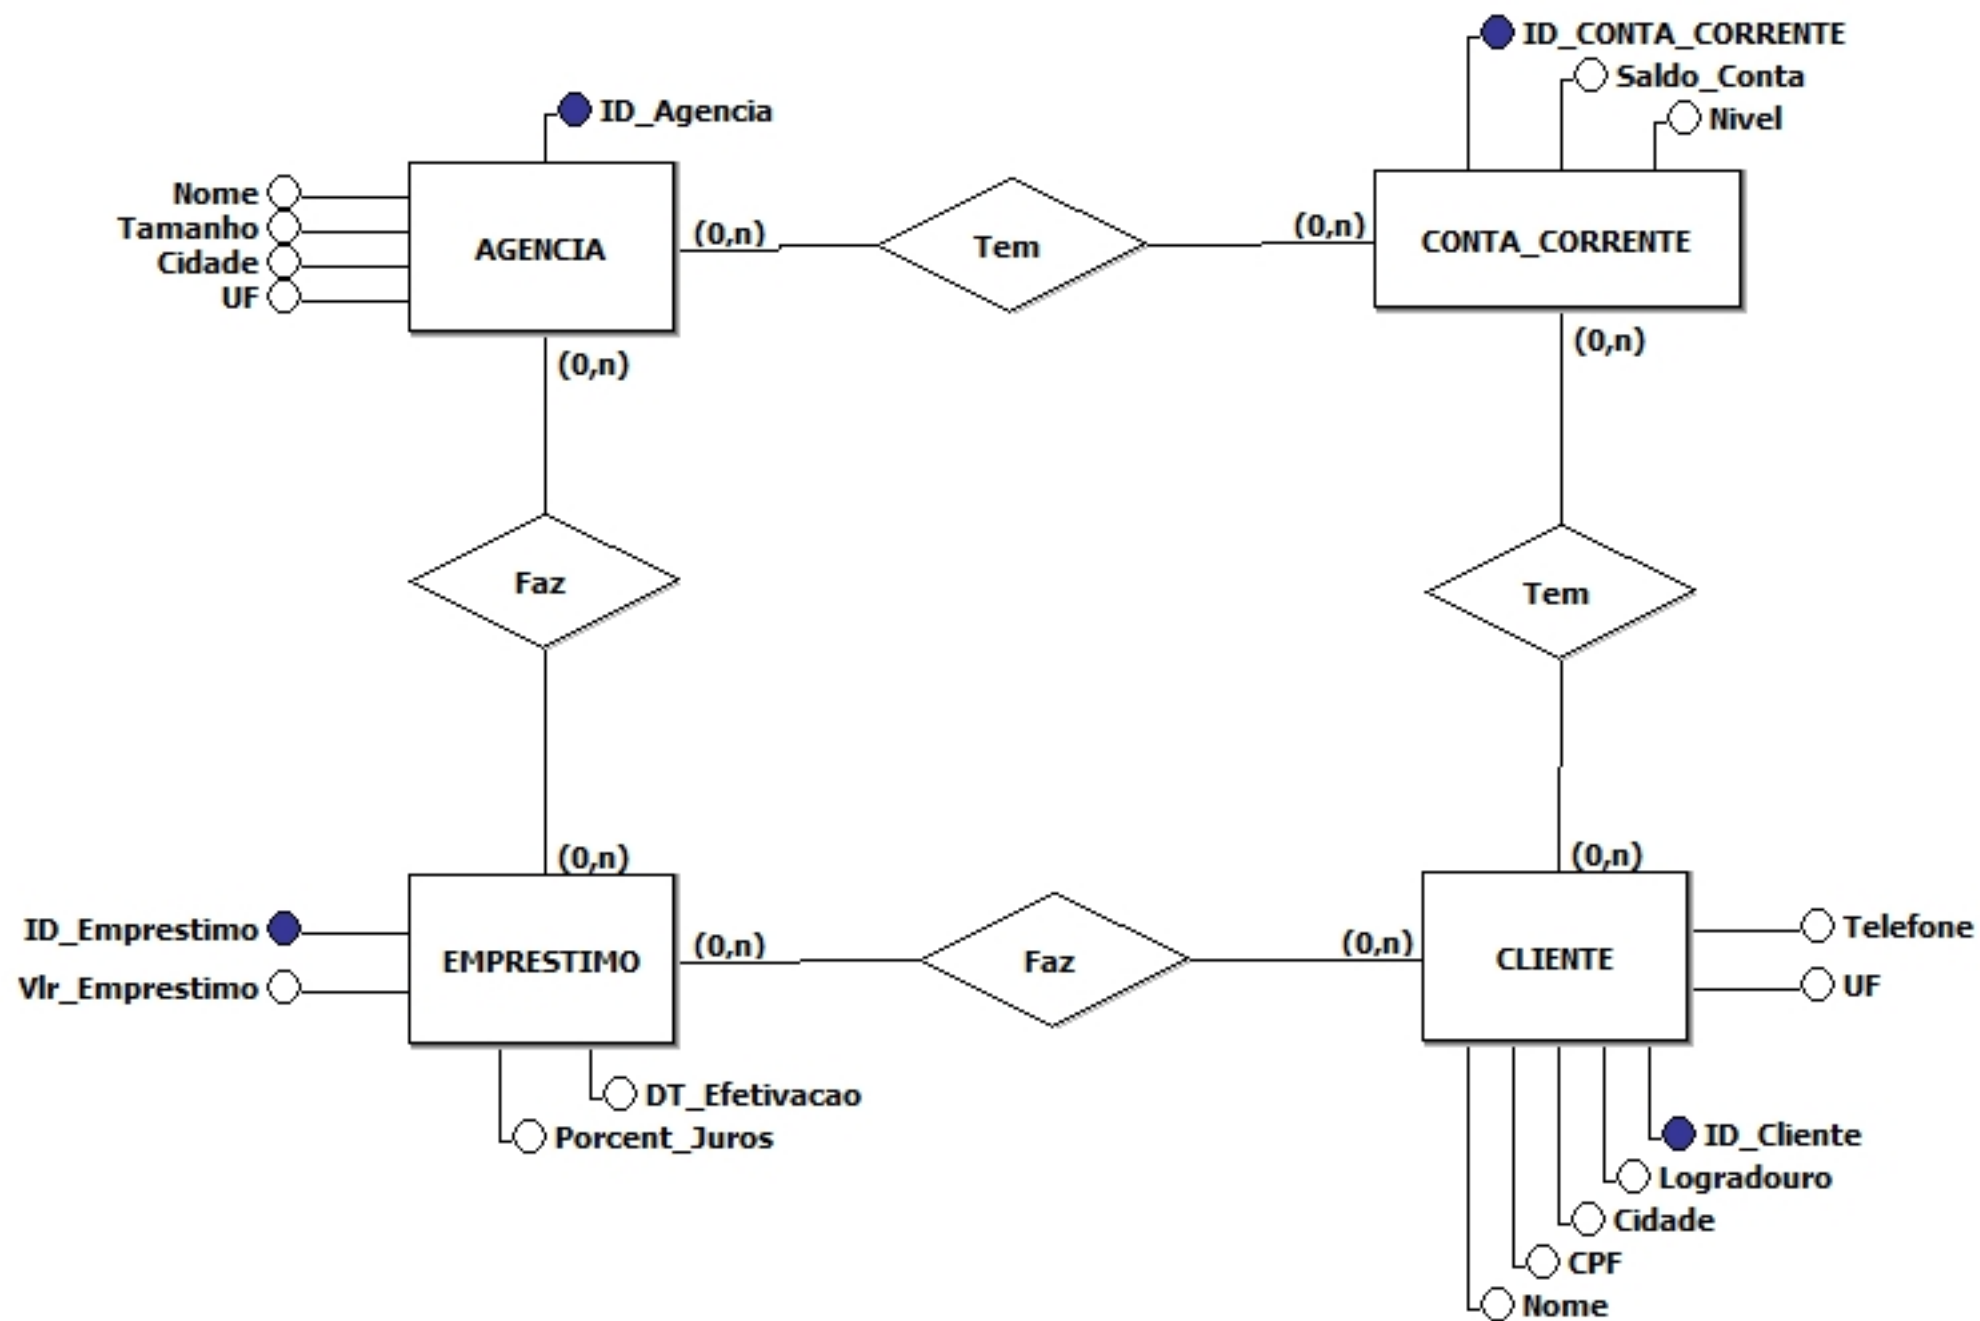 ID_CONTA_CORRENTE
Saldo_Conta
Nivel
ID_Agencia
Nome
Tamanho
Cidade
UF
AGENCIA
(0,n)
Tem
(0,n)
CONTA_CORRENTE
(0,n)
(0,n)
Faz
Tem
(0,n)
(0,n)
ID_Emprestimo
Vlr_Emprestimo
EMPRESTIMO
(0,n)
Faz
(0,n)
CLIENTE
Telefone
UF
DT_Efetivacao
Porcent_Juros
ID_Cliente
Logradouro
Cidade
CPF
Nome